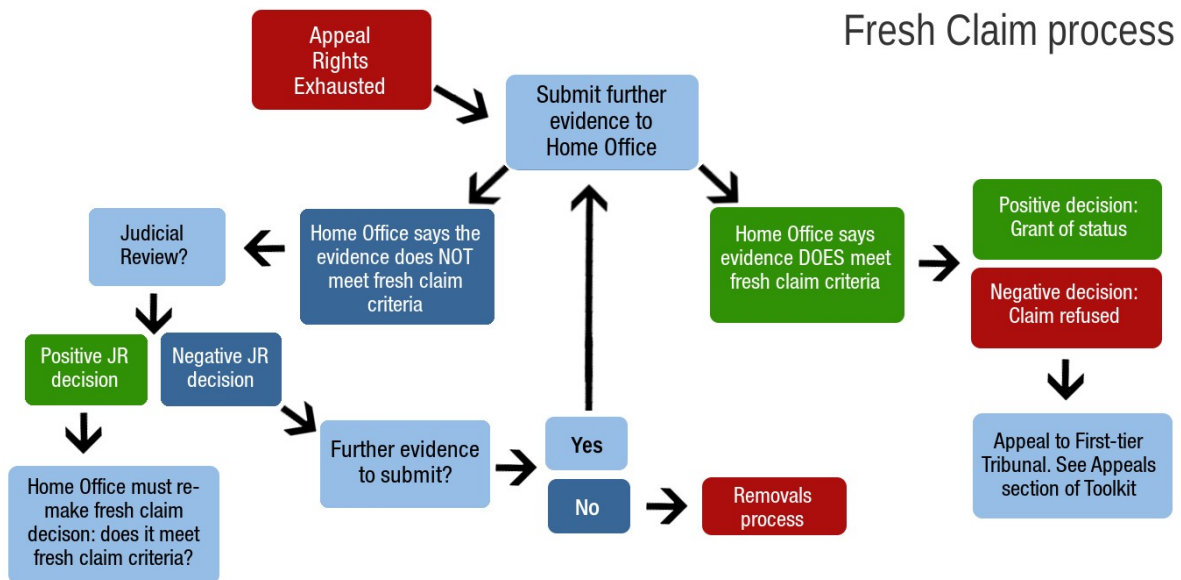 Fresh Claim process
Appeal
Rights
Exhausted
Submit further
evidence to
Home Office
Judicial
Review?
Home Office says the
evidence does NOT
meet fresh claim
criteria
Home Office says
evidence DOES meet
fresh claim criteria
Positive decision:
Grant of status
Negative decision:
Claim refused
Positive JR
decision
Negative JR
decision
Further evidence
to submit?
Yes
No
Removals
process
Appeal to First-tier
Tribunal. See Appeals
section of Toolkit
Home Office must re-
make fresh claim
decison: does it meet
fresh claim criteria?